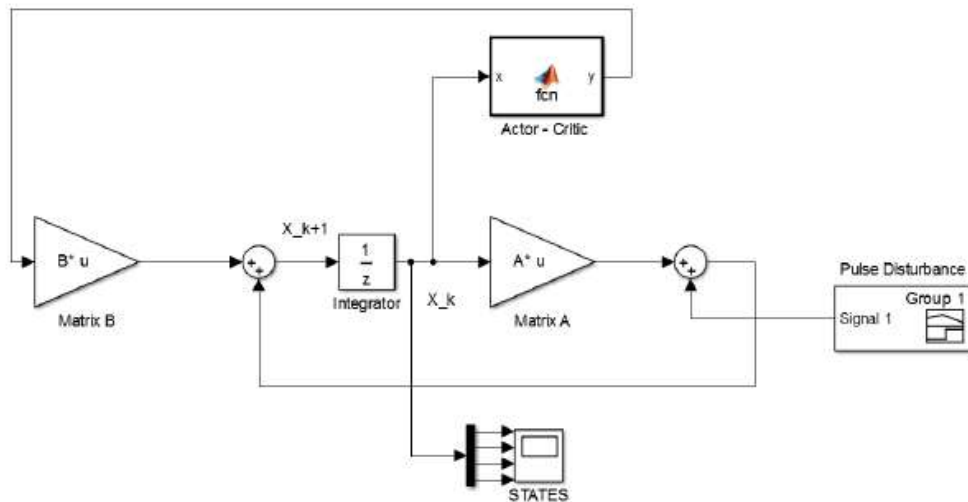 x
y
fcn
Actor - Critic
X_k+1
B* u
1
z
A* u
Pulse Disturbance
Group 1
Signal 1
Integrator
X_k
Matrix B
Matrix A
STATES